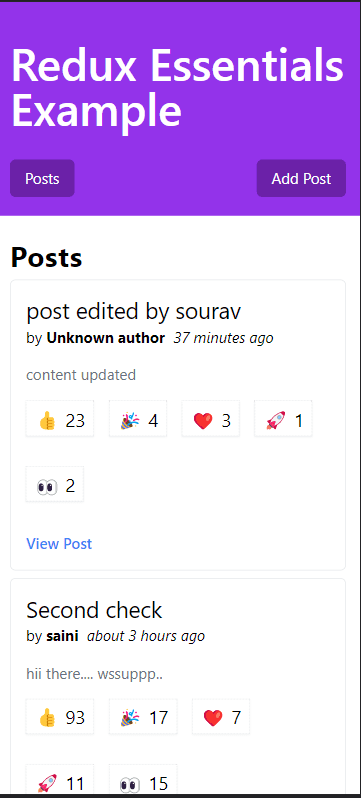 Redux Essentials
Example
Posts Add Post
Posts
post edited by sourav
by Unknown author 37 minutes ago
content updated
👍 23 🎉 4 ❤️ 3 🚀 1
👀 2
View Post
Second check
by saini about 3 hours ago
hii there.... wssuppp..
👍 93 🎉 17 ❤️ 7
🚀 11 👀 15